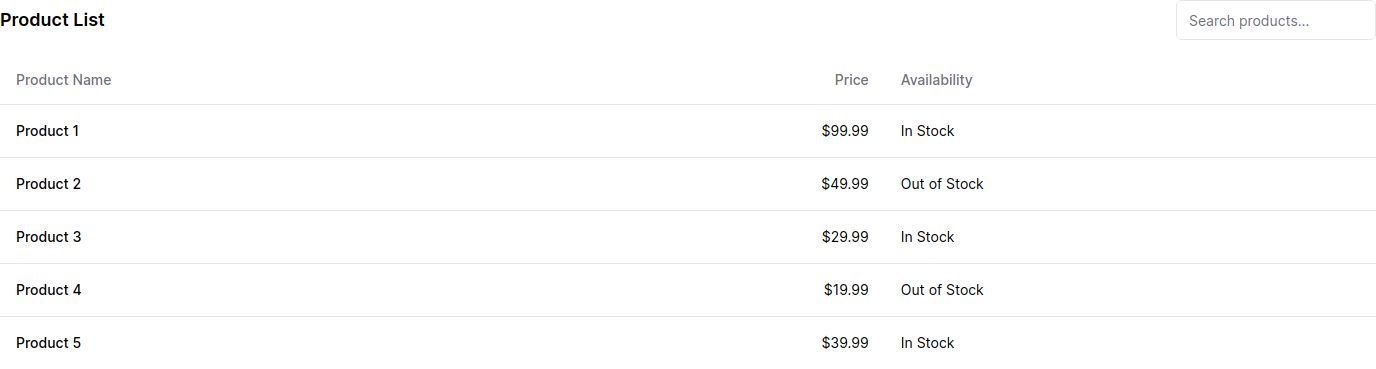 Product List
Search products...
Product Name Price Availability
Product 1 $99.99 In Stock
Product 2 $49.99 Out of Stock
Product 3 $29.99 In Stock
Product 4 $19.99 Out of Stock
Product 5 $39.99 In Stock